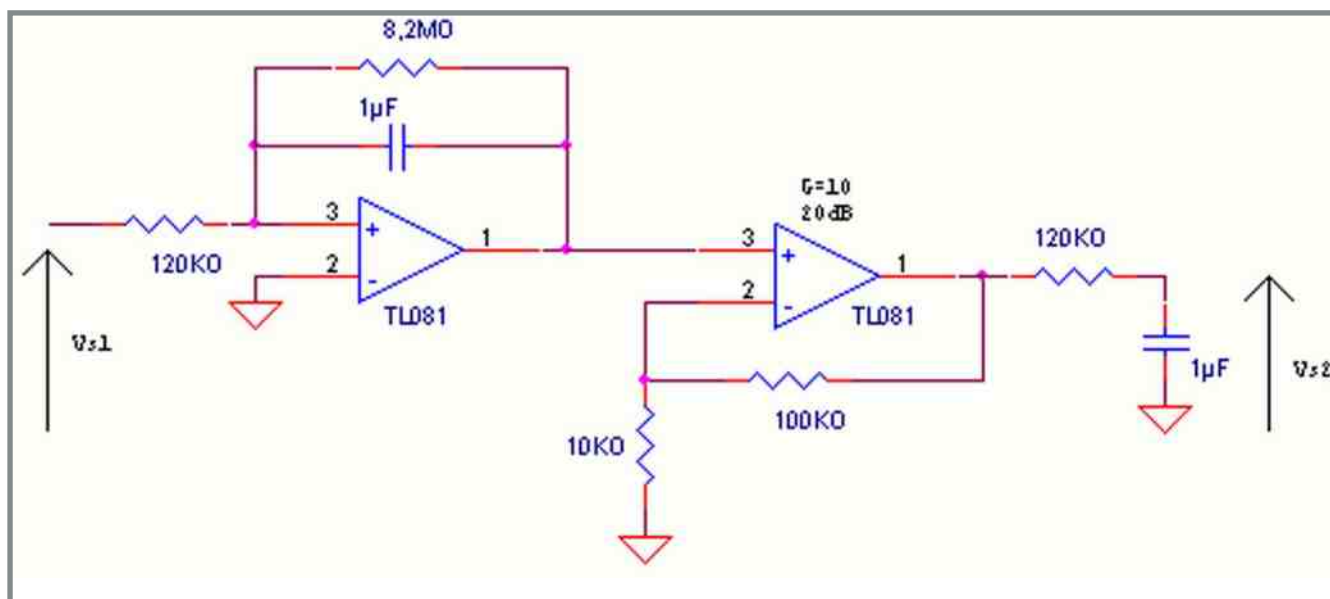 8,2MO
1µF
G=10
20dB
3
+
1
120KO
2
-
TL081
3
+
1
120KO
2
-
TL081
Vs1
1µF
Vs2
100KO
10KO